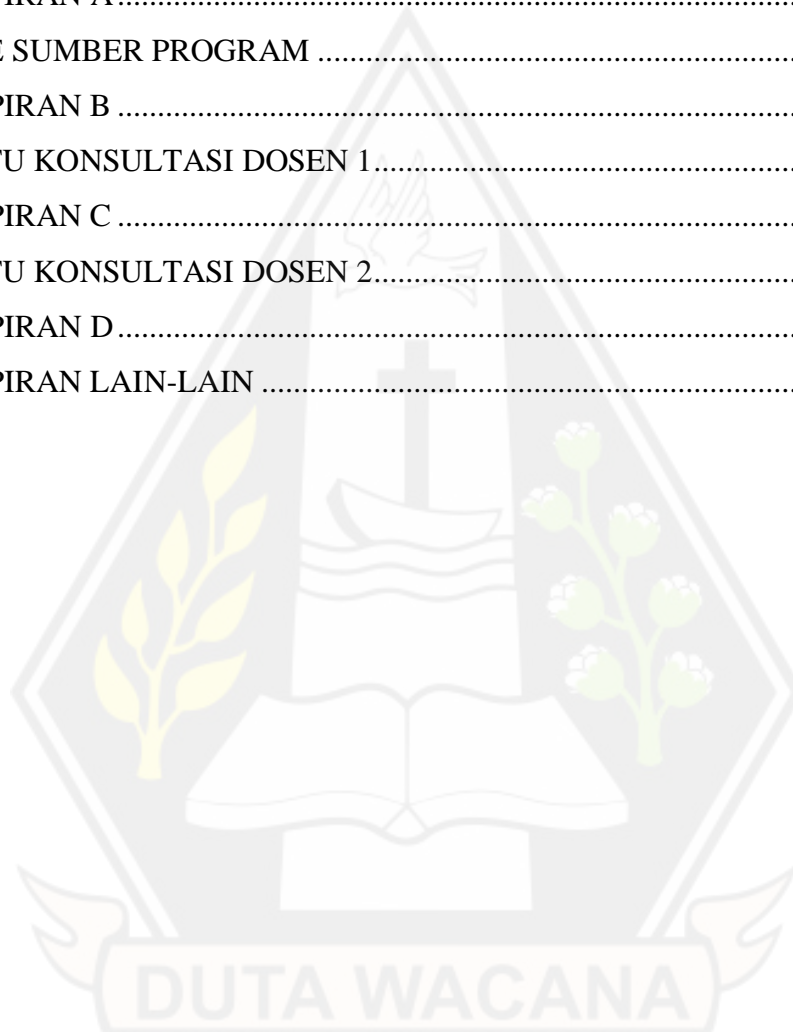 PIRAN A ..........................................................................................
E SUMBER PROGRAM .............................................................
PIRAN B ..........................................................................................
TU KONSULTASI DOSEN 1.......................................................
PIRAN C ..........................................................................................
TU KONSULTASI DOSEN 2.......................................................
PIRAN D ..........................................................................................
PIRAN LAIN-LAIN .....................................................................
DUTA WACANA